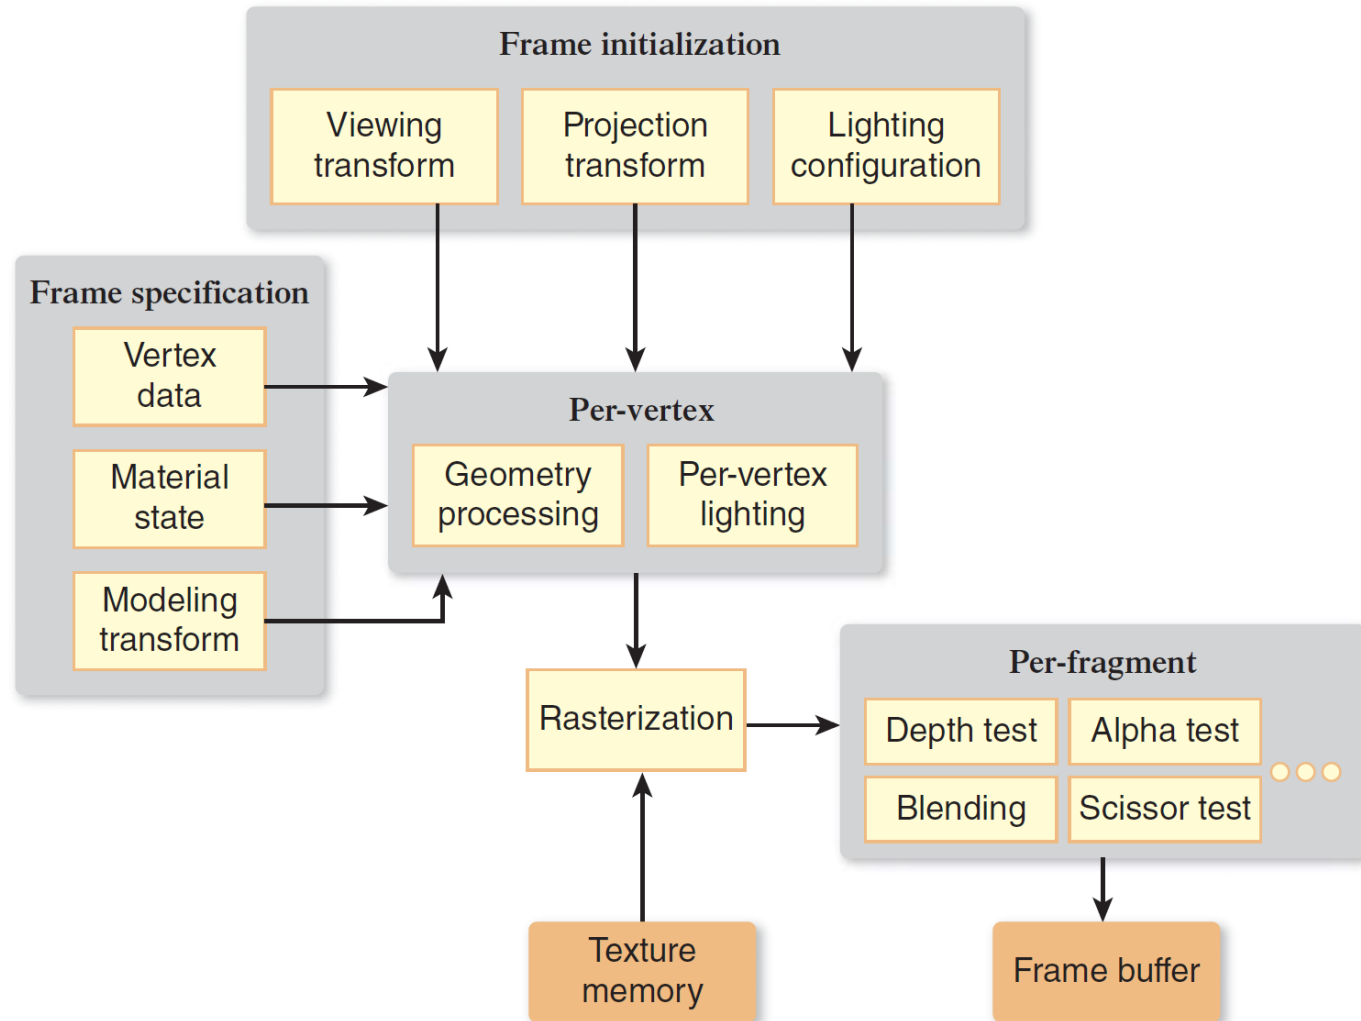 Frame initialization
Viewing
transform
Projection
transform
Lighting
configuration
Frame specification
Vertex
data
Material
state
Modeling
transform
Per-vertex
Geometry
processing
Per-vertex
lighting
Rasterization
Per-fragment
Depth test
Alpha test
Blending
Scissor test
Texture
memory
Frame buffer